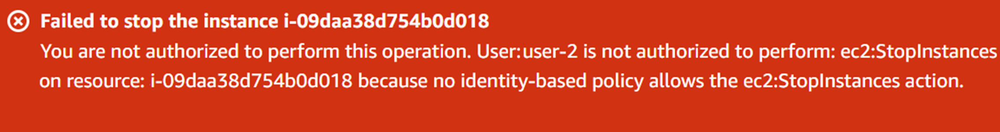 Failed to stop the instance i-09daa38d754b0d018
You are not authorized to perform this operation. User:user-2 is not authorized to perform: ec2:StopInstances
on resource: i-09daa38d754b0d018 because no identity-based policy allows the ec2:StopInstances action.